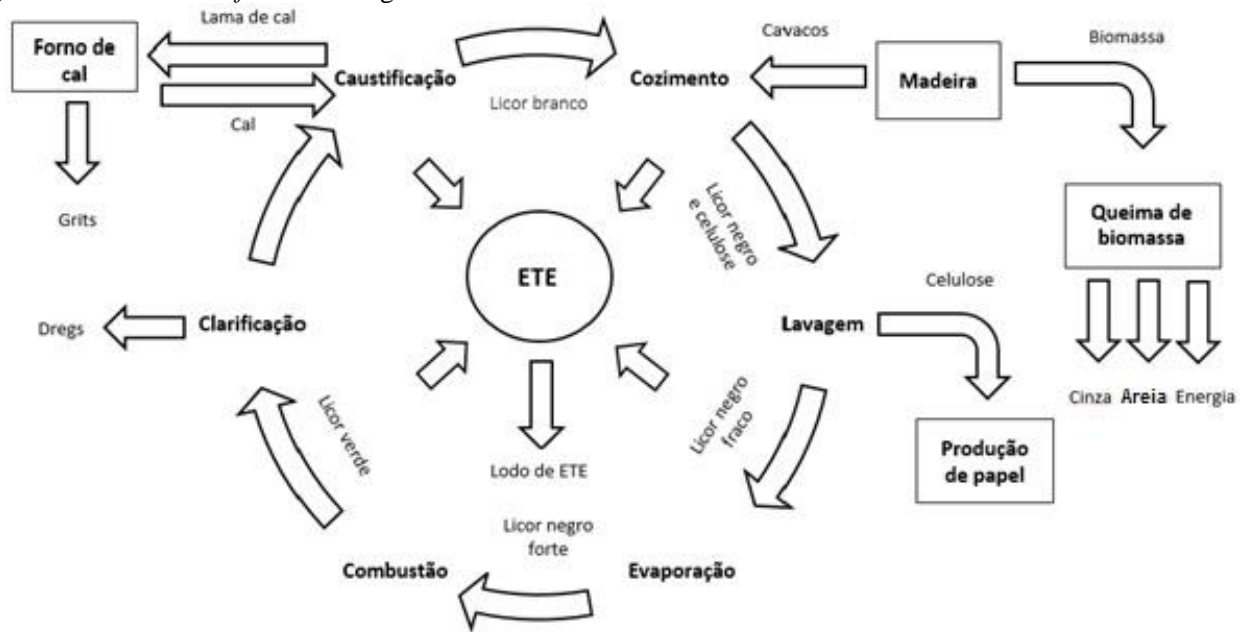 Lama de cal
Forno de
cal
Caustificação
Cal
Licor branco
Cozimento
Cavacos
Madeira
Biomassa
Grits
Licor negro
e celulose
Queima de
biomassa
ETE
Celulose
Dregs
Clarificação
Lavagem
Cinza Areia Energia
Licor verde
Licor negro
fraco
Produção
de papel
Lodo de ETE
Licor negro
forte
Combustão
Evaporação